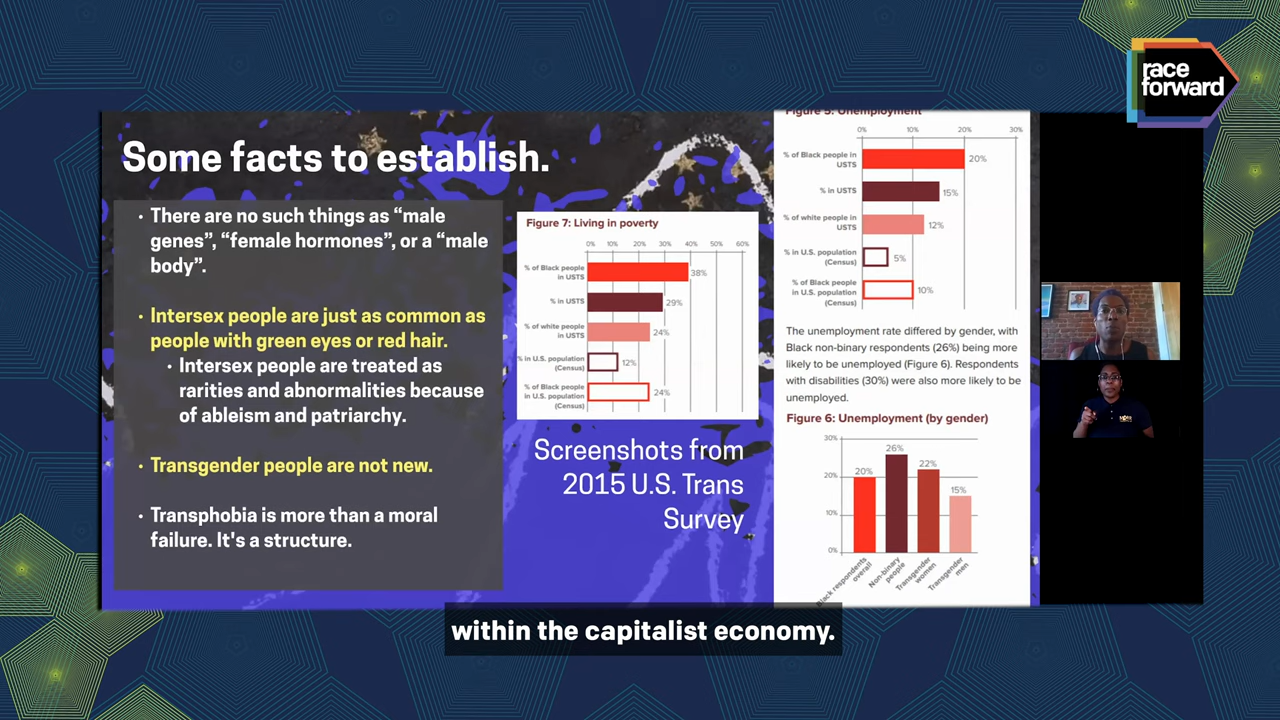 race
forward
Some facts to establish.
• There are no such things as “male
genes”, “female hormones”, or a “male
body”.
• Intersex people are just as common as
people with green eyes or red hair.
• Intersex people are treated as
rarities and abnormalities because
of ableism and patriarchy.
• Transgender people are not new.
• Transphobia is more than a moral
failure. It's a structure.
Figure 7: Living in poverty
0% 10% 20% 30% 40% 50% 60%
% of Black people
in USTS
38%
% in USTS
29%
% of white people
in USTS
24%
% in U.S. population
(Census)
12%
% of Black people
in U.S. population
(Census)
24%
Screenshots from
2015 U.S. Trans
Survey
Figure 5: Unemployment
0% 10% 20% 30%
% of Black people in
USTS
20%
% in USTS
15%
% of white people in
USTS
12%
% in U.S. population
(Census)
5%
% of Black people
in U.S. population
(Census)
10%
The unemployment rate differed by gender, with
Black non-binary respondents (26%) being more
likely to be unemployed (Figure 6). Respondents
with disabilities (30%) were also more likely to be
unemployed.
Figure 6: Unemployment (by gender)
30%
20%
10%
0%
20%
26%
22%
15%
Black respondents
overall
Non-binary
people
Transgender
women
Transgender
men
within the capitalist economy.